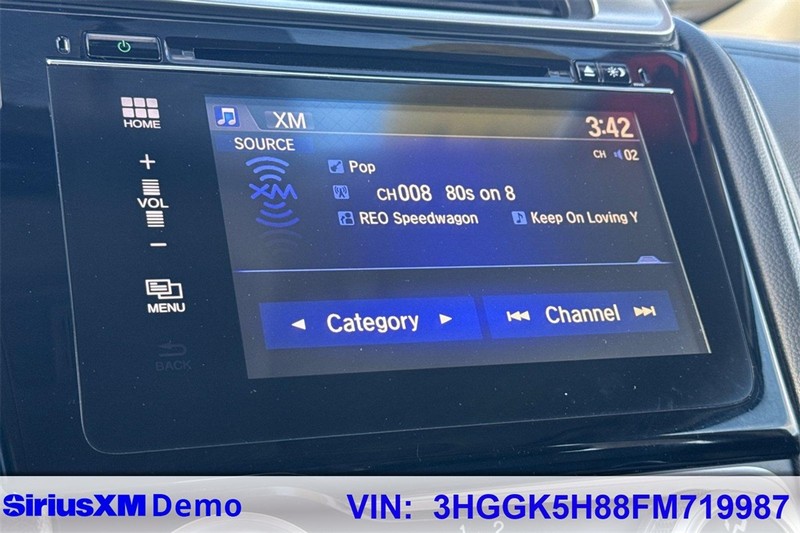 HOME
+
VOL
−
MENU
BACK
XM
3:42
SOURCE
CH 02
XM
Pop
CH008 80s on 8
REO Speedwagon Keep On Loving Y
◄ Category ►
⏮ Channel ⏭
SiriusXM Demo VIN: 3HGGK5H88FM719987